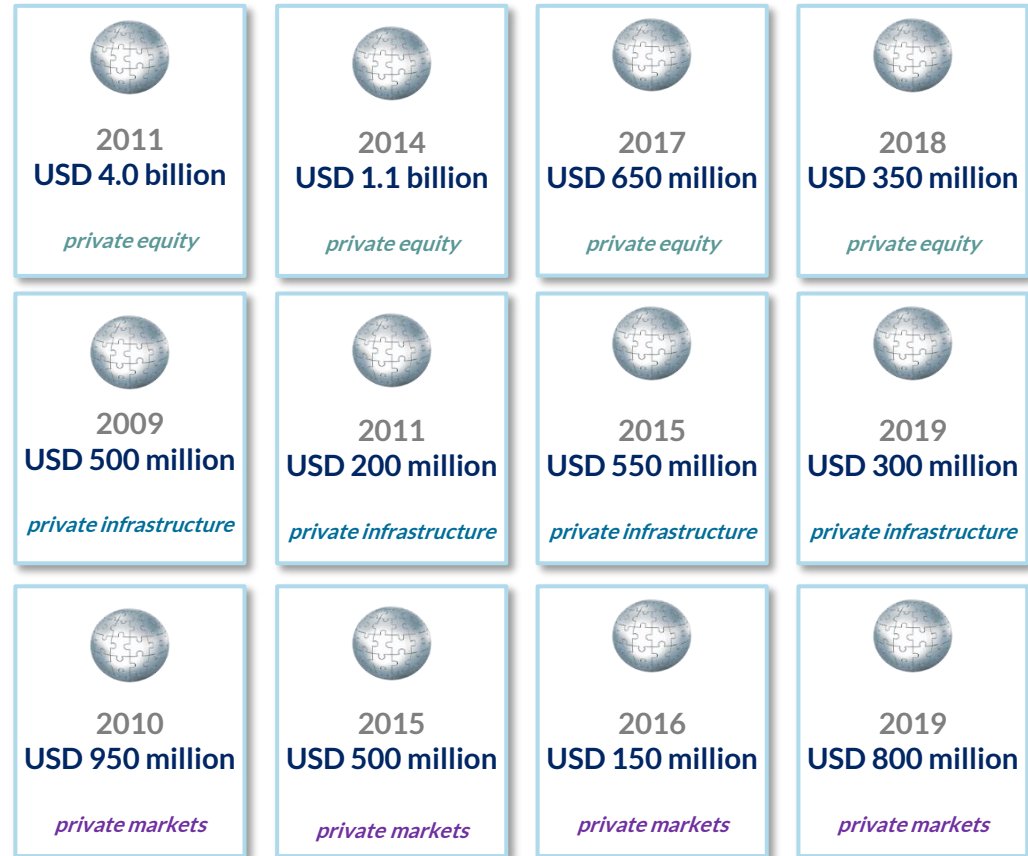 2011
USD 4.0 billion
private equity
2014
USD 1.1 billion
private equity
2017
USD 650 million
private equity
2018
USD 350 million
private equity
2009
USD 500 million
private infrastructure
2011
USD 200 million
private infrastructure
2015
USD 550 million
private infrastructure
2019
USD 300 million
private infrastructure
2010
USD 950 million
private markets
2015
USD 500 million
private markets
2016
USD 150 million
private markets
2019
USD 800 million
private markets